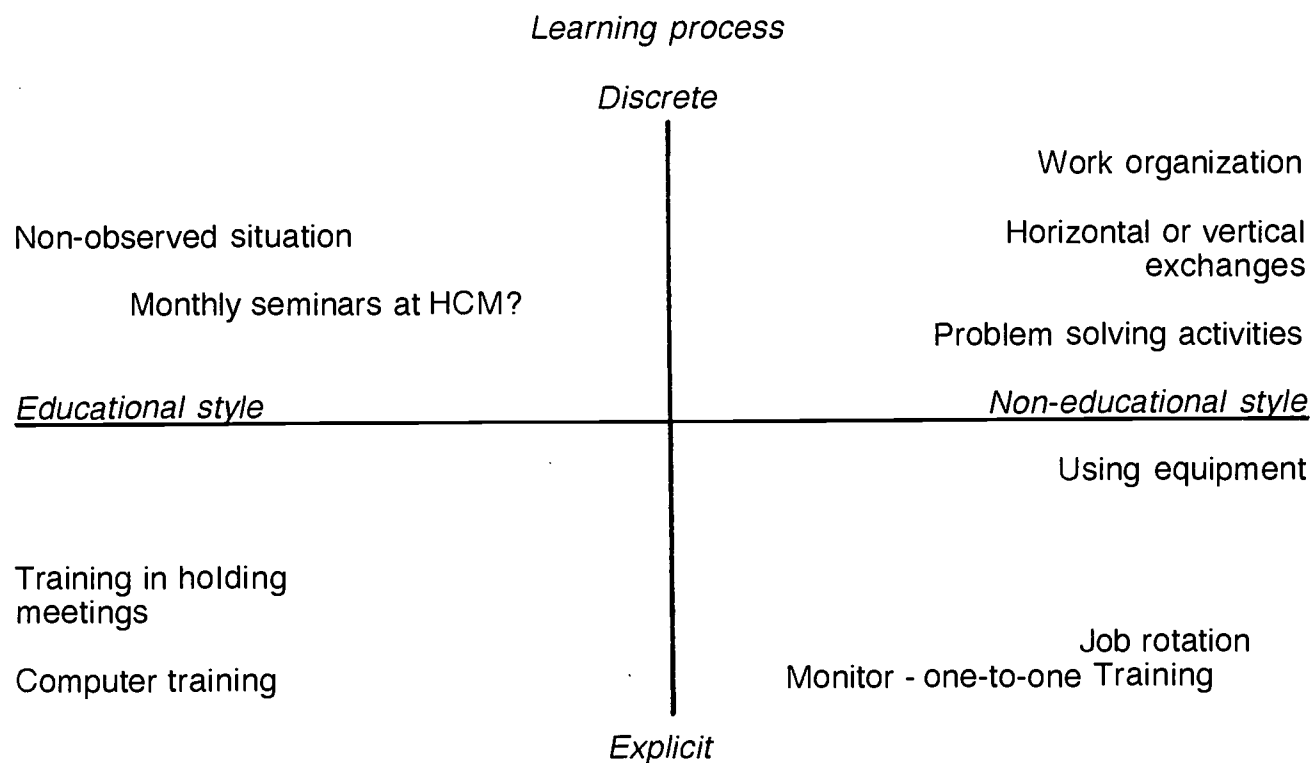 Learning process
Discrete
Work organization
Non-observed situation
Horizontal or vertical
exchanges
Monthly seminars at HCM?
Problem solving activities
Educational style
Non-educational style
Using equipment
Training in holding
meetings
Job rotation
Computer training
Monitor - one-to-one Training
Explicit